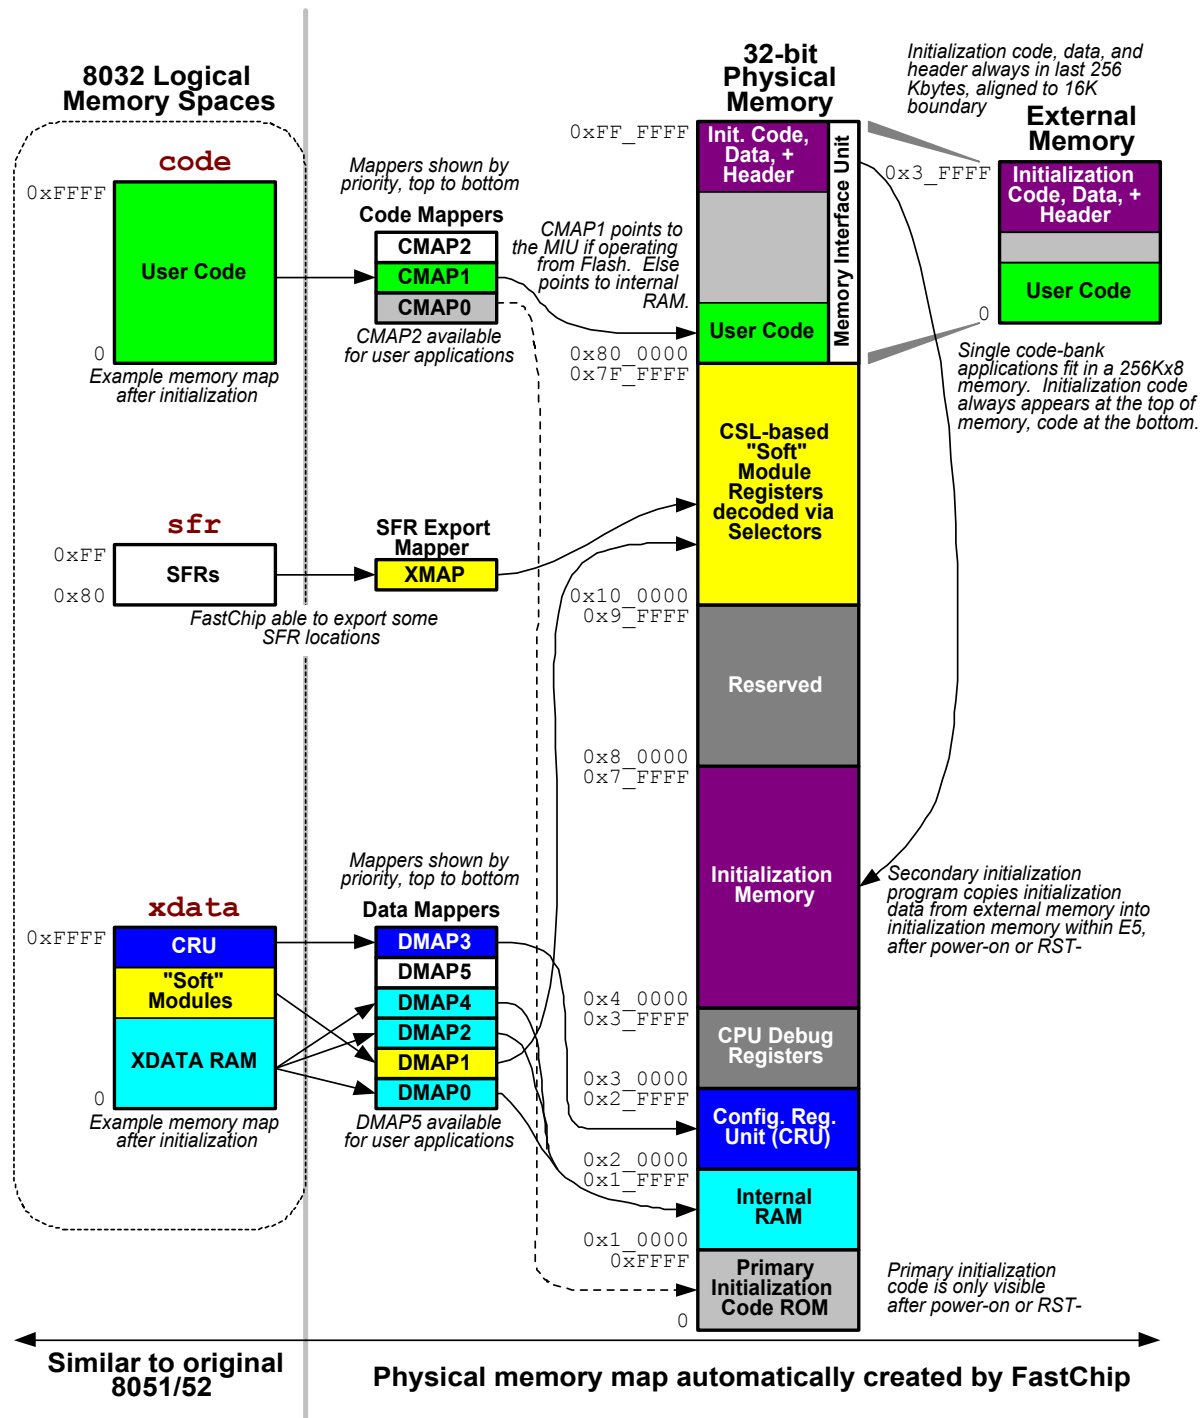 8032 Logical
Memory Spaces
code
0xFFFF
User Code
0
Example memory map
after initialization
sfr
0xFF
SFRs
0x80
FastChip able to export some
SFR locations
xdata
0xFFFF
CRU
"Soft"
Modules
XDATA RAM
0
Example memory map
after initialization
Mappers shown by
priority, top to bottom
Code Mappers
CMAP2
CMAP1
CMAP0
CMAP2 available
for user applications
CMAP1 points to
the MIU if operating
from Flash. Else
points to internal
RAM.
SFR Export
Mapper
XMAP
Mappers shown by
priority, top to bottom
Data Mappers
DMAP3
DMAP5
DMAP4
DMAP2
DMAP1
DMAP0
DMAP5 available
for user applications
32-bit
Physical
Memory
0xFF_FFFF
Init. Code,
Data, +
Header
Memory Interface Unit
User Code
0x80_0000
0x7F_FFFF
CSL-based
"Soft"
Module
Registers
decoded via
Selectors
0x10_0000
0x9_FFFF
Reserved
0x8_0000
0x7_FFFF
Initialization
Memory
0x4_0000
0x3_FFFF
CPU Debug
Registers
0x3_0000
0x2_FFFF
Config. Reg.
Unit (CRU)
0x2_0000
0x1_FFFF
Internal
RAM
0x1_0000
0xFFFF
Primary
Initialization
Code ROM
0
Initialization code, data, and
header always in last 256
Kbytes, aligned to 16K
boundary
External
Memory
0x3_FFFF
Initialization
Code, Data, +
Header
User Code
0
Single code-bank
applications fit in a 256Kx8
memory. Initialization code
always appears at the top of
memory, code at the bottom.
Secondary initialization
program copies initialization
data from external memory into
initialization memory within E5,
after power-on or RST-
Primary initialization
code is only visible
after power-on or RST-
Similar to original
8051/52
Physical memory map automatically created by FastChip